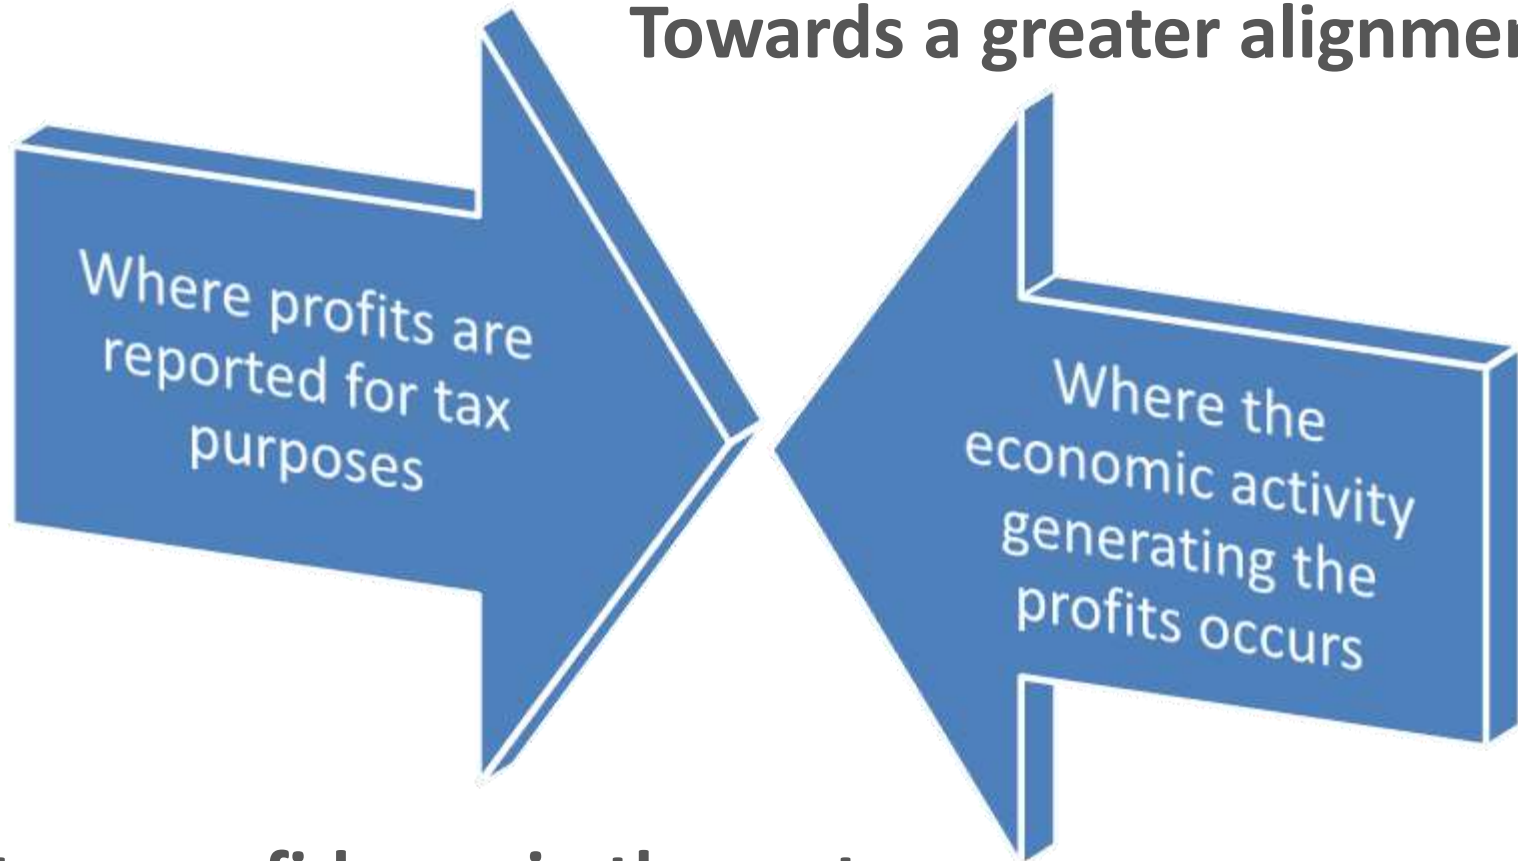 Towards a greater alignmen
Where profits are
reported for tax
purposes
Where the
economic activity
generating the
profits occurs